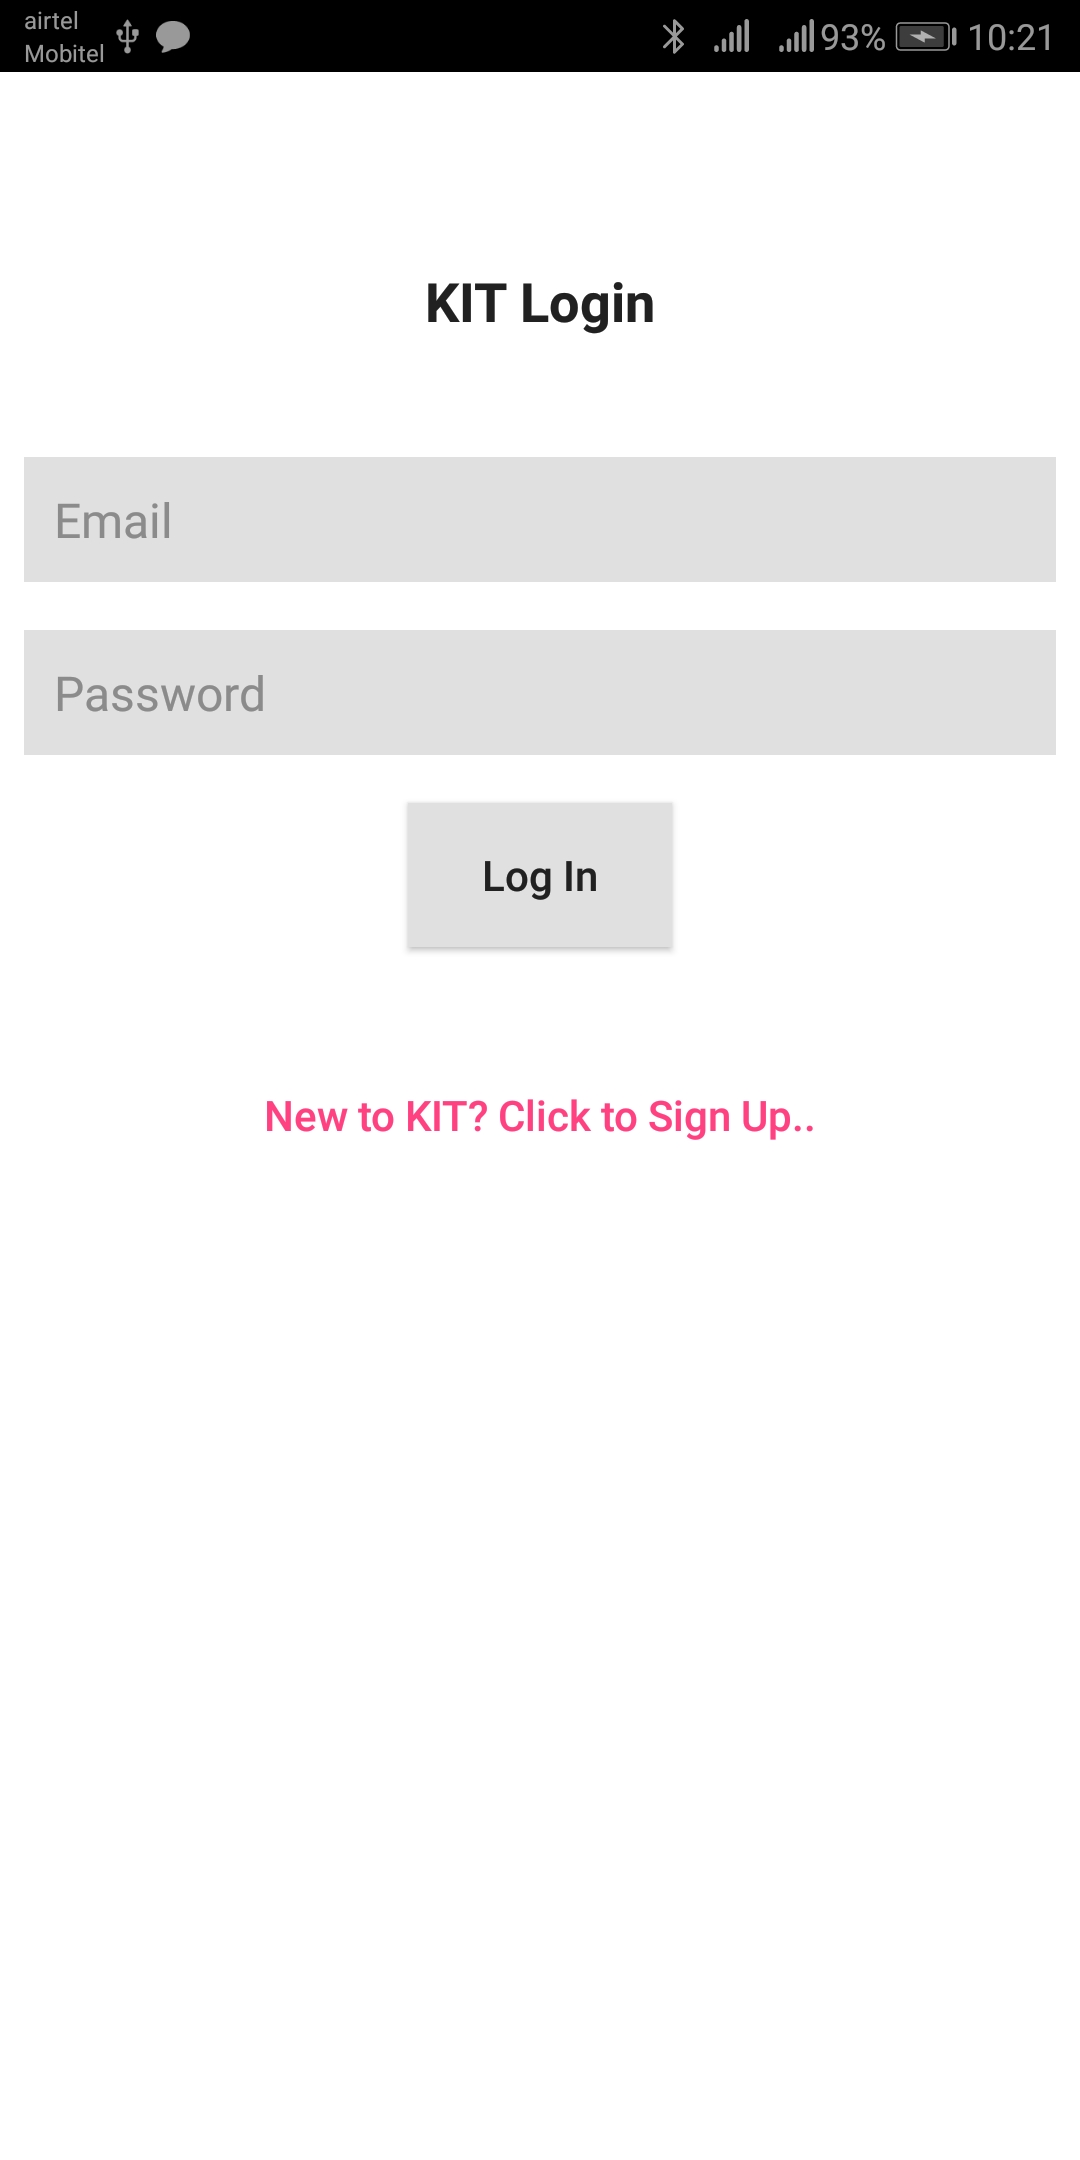 airtel
Mobitel
93%
10:21
KIT Login
Email
Password
Log In
New to KIT? Click to Sign Up..